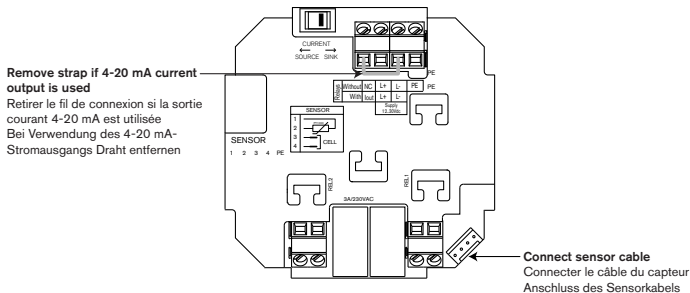 CURRENT
SOURCE SINK
Remove strap if 4-20 mA current
output is used
Retirer le fil de connexion si la sortie
courant 4-20 mA est utilisée
Bei Verwendung des 4-20 mA-
Stromausgangs Draht entfernen
PE
Relays Without NC L+ L- PE PE
With Iout L+ L-
Supply
12..30Vdc
SENSOR
1
2
3
4
CELL
SENSOR
1 2 3 4 PE
REL2
REL1
3A/230VAC
Connect sensor cable
Connecter le câble du capteur
Anschluss des Sensorkabels